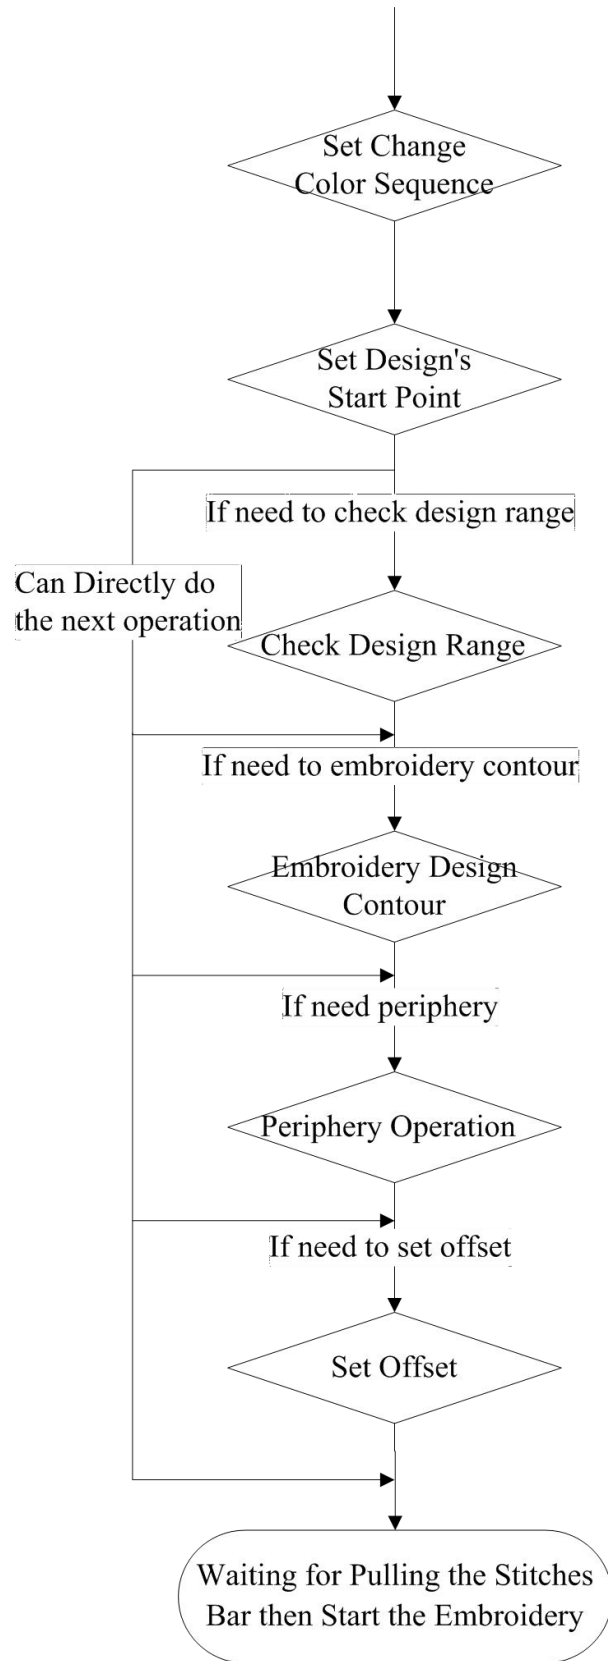 Set Change
Color Sequence
Set Design's
Start Point
If need to check design range
Can Directly do
the next operation
Check Design Range
If need to embroidery contour
Embroidery Design
Contour
If need periphery
Periphery Operation
If need to set offset
Set Offset
Waiting for Pulling the Stitches
Bar then Start the Embroidery